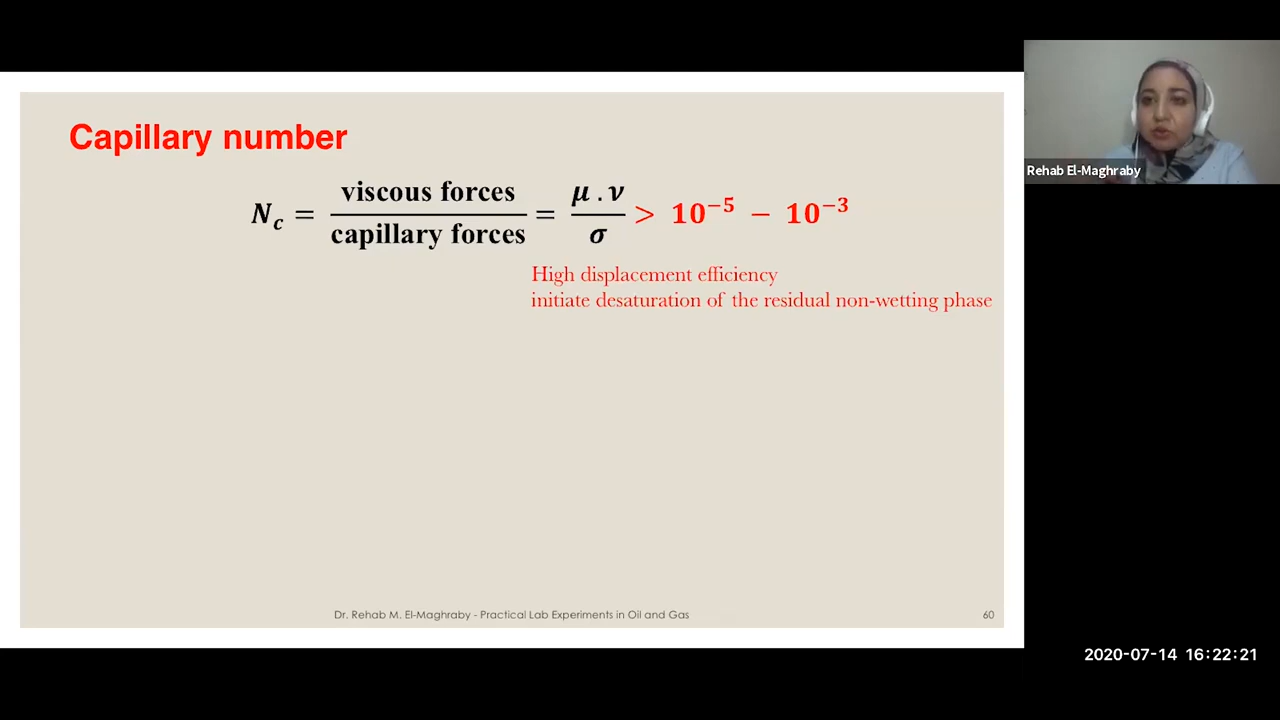 Capillary number
N_c = viscous forces / capillary forces = μ . ν / σ > 10^{-5} − 10^{-3}
High displacement efficiency
initiate desaturation of the residual non-wetting phase
Dr. Rehab M. El-Maghraby - Practical Lab Experiments in Oil and Gas
60
Rehab El-Maghraby
2020-07-14 16:22:21